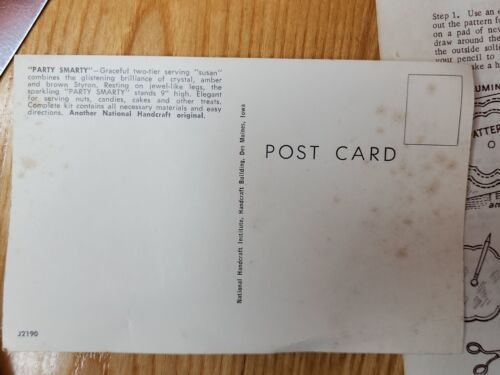 "PARTY SMARTY"—Graceful two-tier serving "susan"
combines the glistening brilliance of crystal, amber
and brown Styron. Resting on jewel-like legs, the
sparkling "PARTY SMARTY" stands 9" high. Elegant
for serving nuts, candies, cakes and other treats.
Complete kit contains all necessary materials and easy
directions. Another National Handcraft original.
J2190
National Handcraft Institute, Handcraft Building, Des Moines, Iowa
POST CARD
Step 1. Use an e
out the pattern f
on a pad of new
draw around the
the outside soli
your pencil to
ake a h
UMIN
ATTER
O